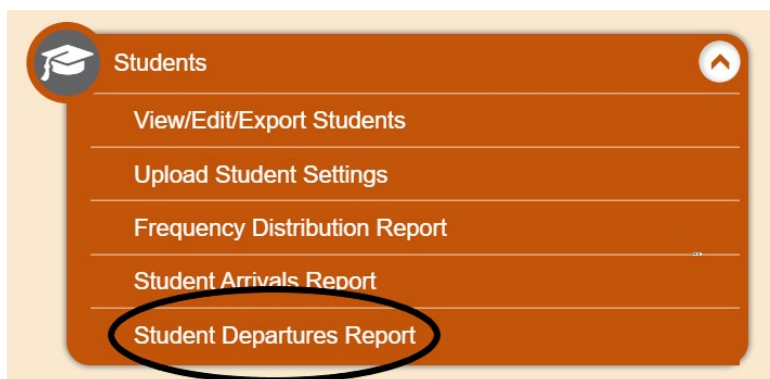 Students
View/Edit/Export Students
Upload Student Settings
Frequency Distribution Report
Student Arrivals Report
Student Departures Report